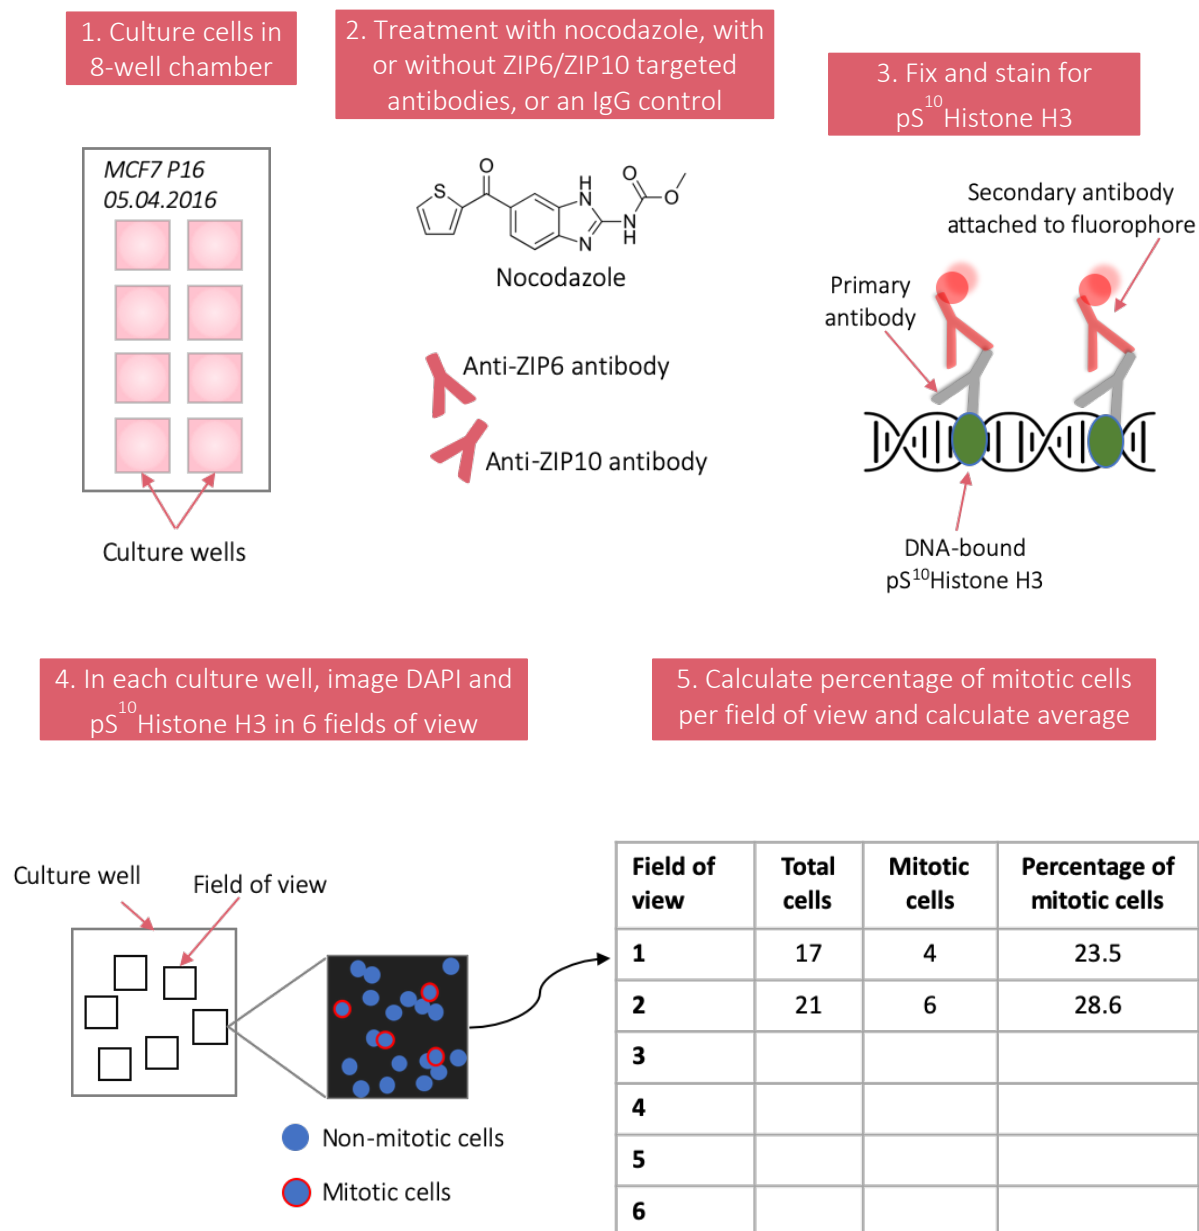 1. Culture cells in
8-well chamber
2. Treatment with nocodazole, with
or without ZIP6/ZIP10 targeted
antibodies, or an IgG control
3. Fix and stain for
pS¹⁰Histone H3
MCF7 P16
05.04.2016
Culture wells
S
O
H
N
N
N
H
O
O
Nocodazole
Anti-ZIP6 antibody
Anti-ZIP10 antibody
Secondary antibody
attached to fluorophore
Primary
antibody
DNA-bound
pS¹⁰Histone H3
4. In each culture well, image DAPI and
pS¹⁰Histone H3 in 6 fields of view
5. Calculate percentage of mitotic cells
per field of view and calculate average
Culture well
Field of view
Non-mitotic cells
Mitotic cells
Field of view Total cells Mitotic cells Percentage of mitotic cells
1 17 4 23.5
2 21 6 28.6
3
4
5
6